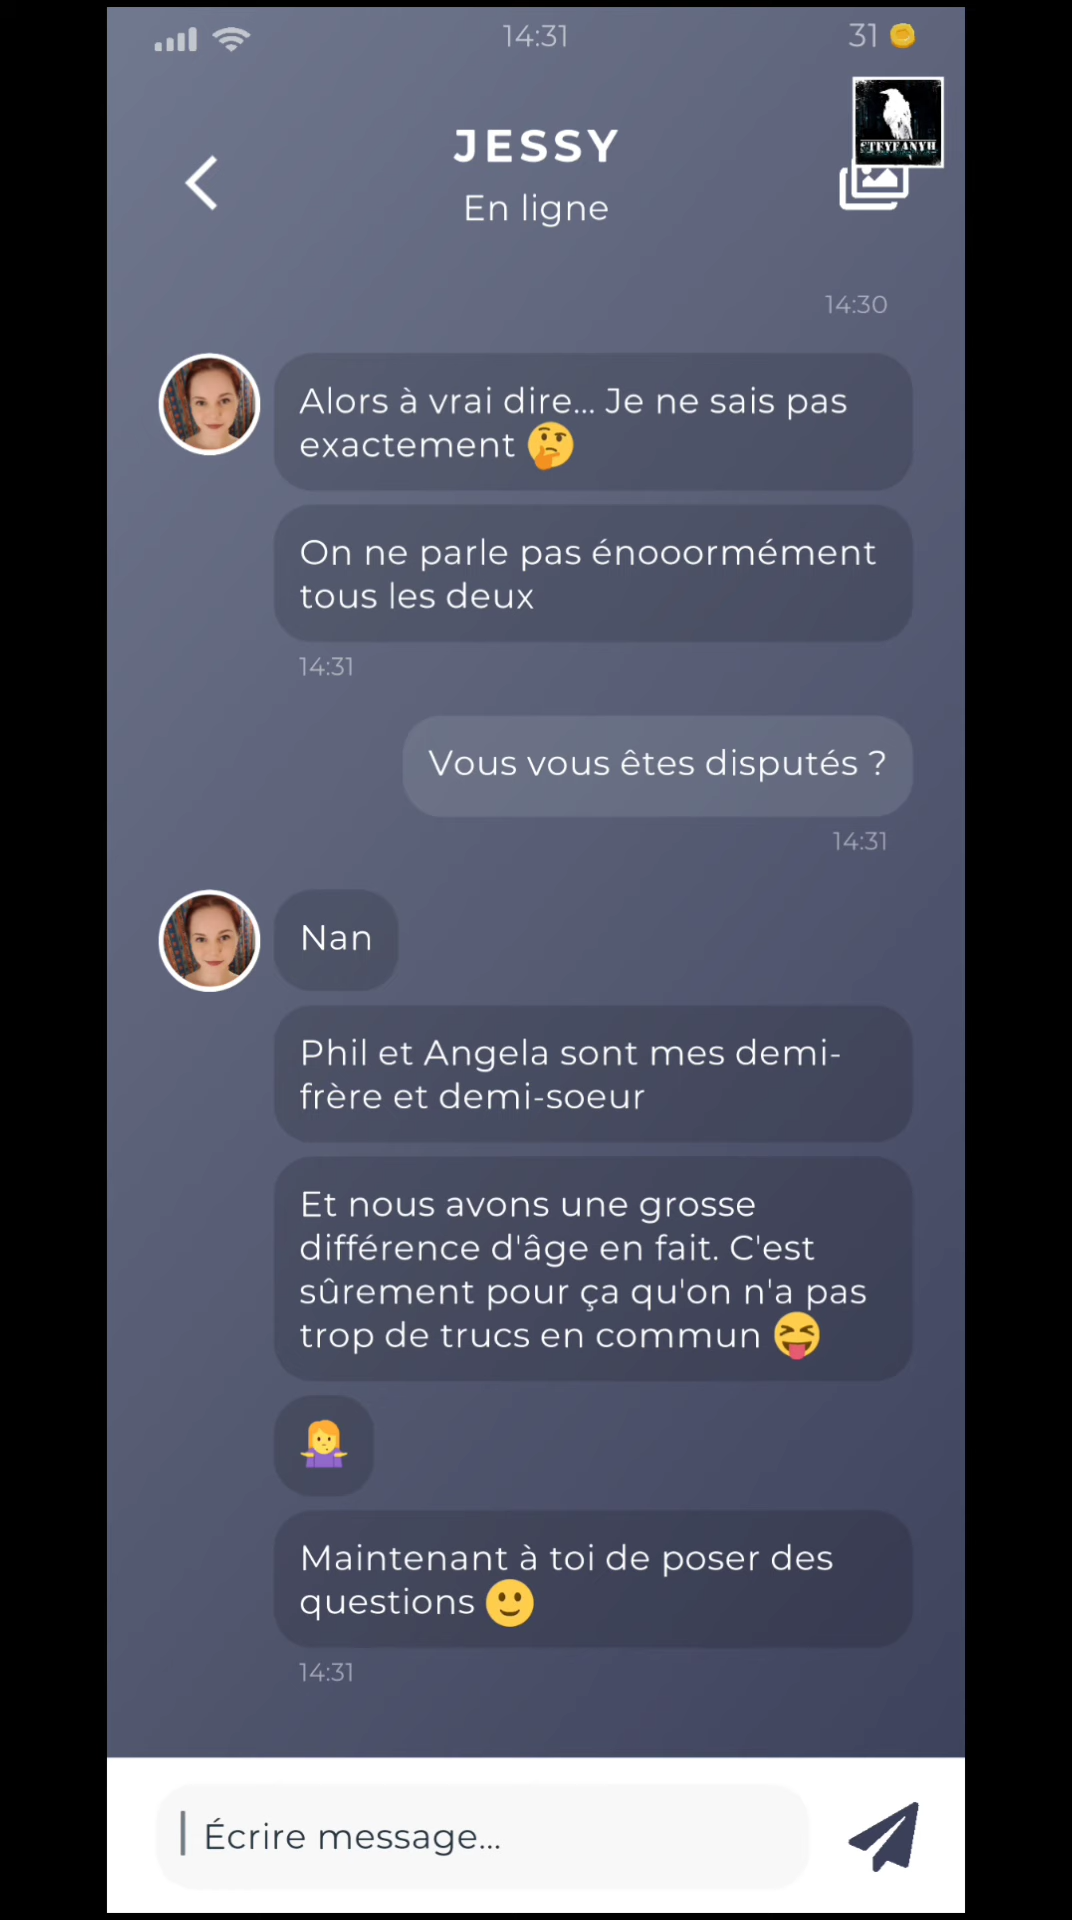 14:31
31
JESSY
STEYFANYH
En ligne
14:30
Alors à vrai dire... Je ne sais pas
exactement 🤔
On ne parle pas énooormément
tous les deux
14:31
Vous vous êtes disputés ?
14:31
Nan
Phil et Angela sont mes demi-
frère et demi-soeur
Et nous avons une grosse
différence d'âge en fait. C'est
sûrement pour ça qu'on n'a pas
trop de trucs en commun 😝
🤷‍♀️
Maintenant à toi de poser des
questions 🙂
14:31
Écrire message...